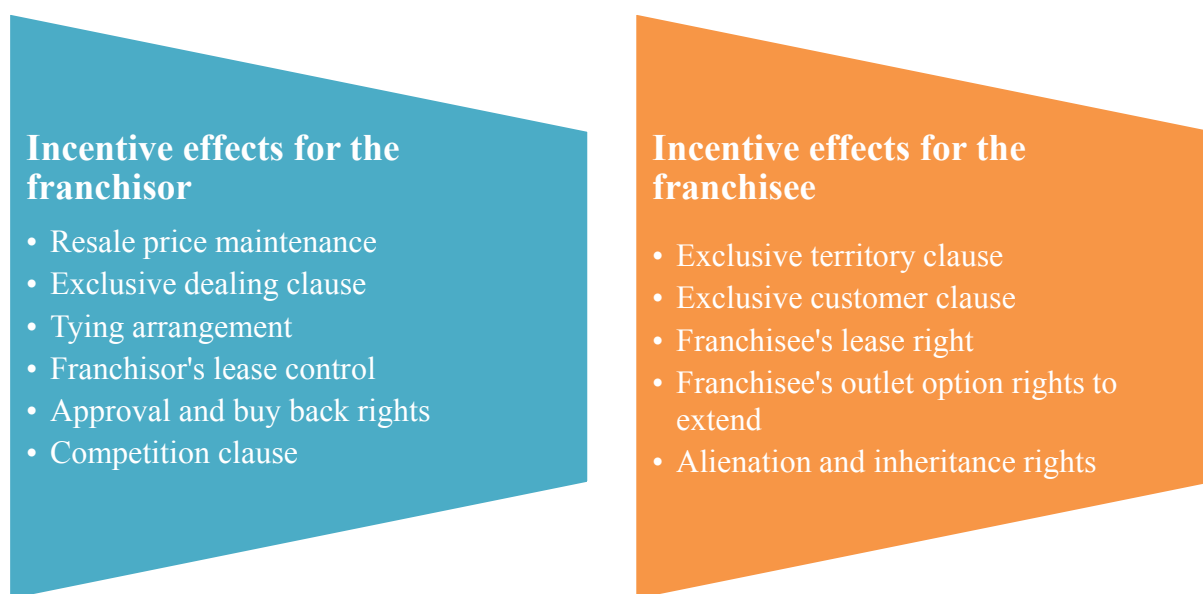 Incentive effects for the
franchisor
• Resale price maintenance
• Exclusive dealing clause
• Tying arrangement
• Franchisor's lease control
• Approval and buy back rights
• Competition clause
Incentive effects for the
franchisee
• Exclusive territory clause
• Exclusive customer clause
• Franchisee's lease right
• Franchisee's outlet option rights to
extend
• Alienation and inheritance rights